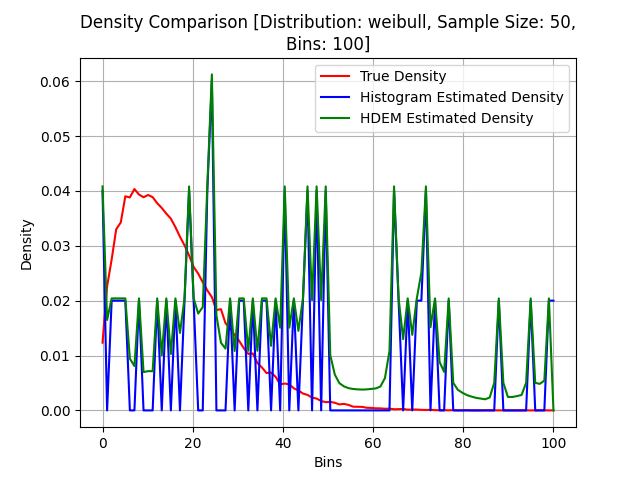 Density Comparison [Distribution: weibull, Sample Size: 50,
Bins: 100]
True Density
Histogram Estimated Density
HDEM Estimated Density
Density
0.06
0.05
0.04
0.03
0.02
0.01
0.00
0 20 40 60 80 100
Bins